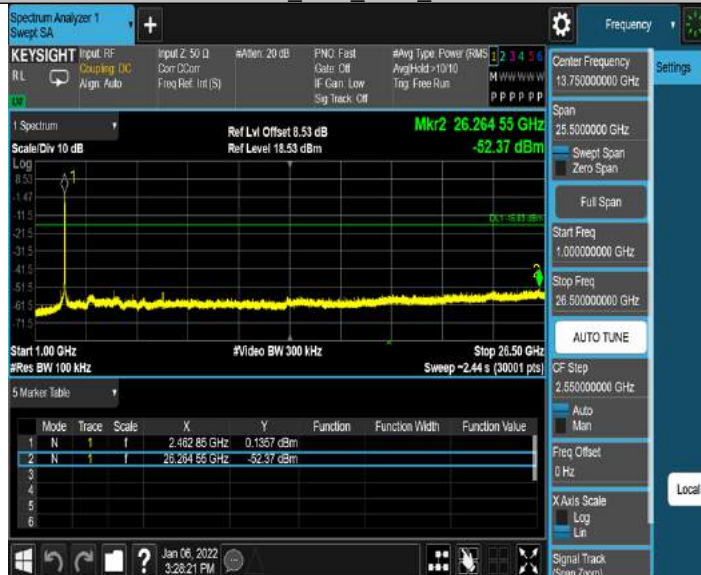 Spectrum Analyzer 1
Swept SA
Frequency
KEYSIGHT
RL
Input: RF
Coupling: DC
Align: Auto
Input Z: 50 Ω
Corr CCorr
Freq Ref: Int (S)
#Atten: 20 dB
PNO: Fast
Gate: Off
IF Gain: Low
Sig Track: Off
#Avg Type: Power (RMS
Avg|Hold:>10/10
Trig: Free Run
1 2 3 4 5 6
M W W W W W
P P P P P P
Settings
Center Frequency
13.750000000 GHz
Span
25.5000000 GHz
Swept Span
Zero Span
Full Span
Start Freq
1.000000000 GHz
Stop Freq
26.500000000 GHz
AUTO TUNE
CF Step
2.550000000 GHz
Auto
Man
Freq Offset
0 Hz
X Axis Scale
Log
Lin
Signal Track
(Span Zoom)
Local
1 Spectrum
Scale/Div 10 dB
Ref Lvl Offset 8.53 dB
Ref Level 18.53 dBm
Mkr2 26.264 55 GHz
-52.37 dBm
Log
8.53
-1.47
-11.5
-21.5
-31.5
-41.5
-51.5
-61.5
-71.5
1
2
Start 1.00 GHz
#Res BW 100 kHz
#Video BW 300 kHz
Stop 26.50 GHz
Sweep ~2.44 s (30001 pts)
5 Marker Table
Mode Trace Scale X Y Function Function Width Function Value
1 N 1 f 2.462 85 GHz 0.1357 dBm
2 N 1 f 26.264 55 GHz -52.37 dBm
3
4
5
6
?
Jan 06, 2022
3:28:21 PM